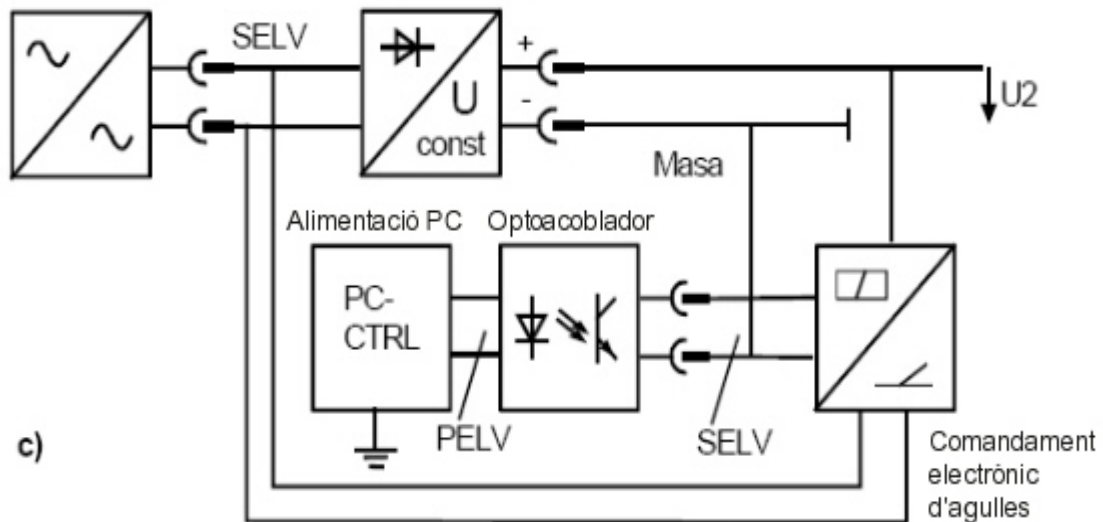 SELV
+
-
U
const
U2
Masa
Alimentació PC
Optoacoblador
PC-
CTRL
PELV
SELV
c)
Comandament
electrònic
d'agulles